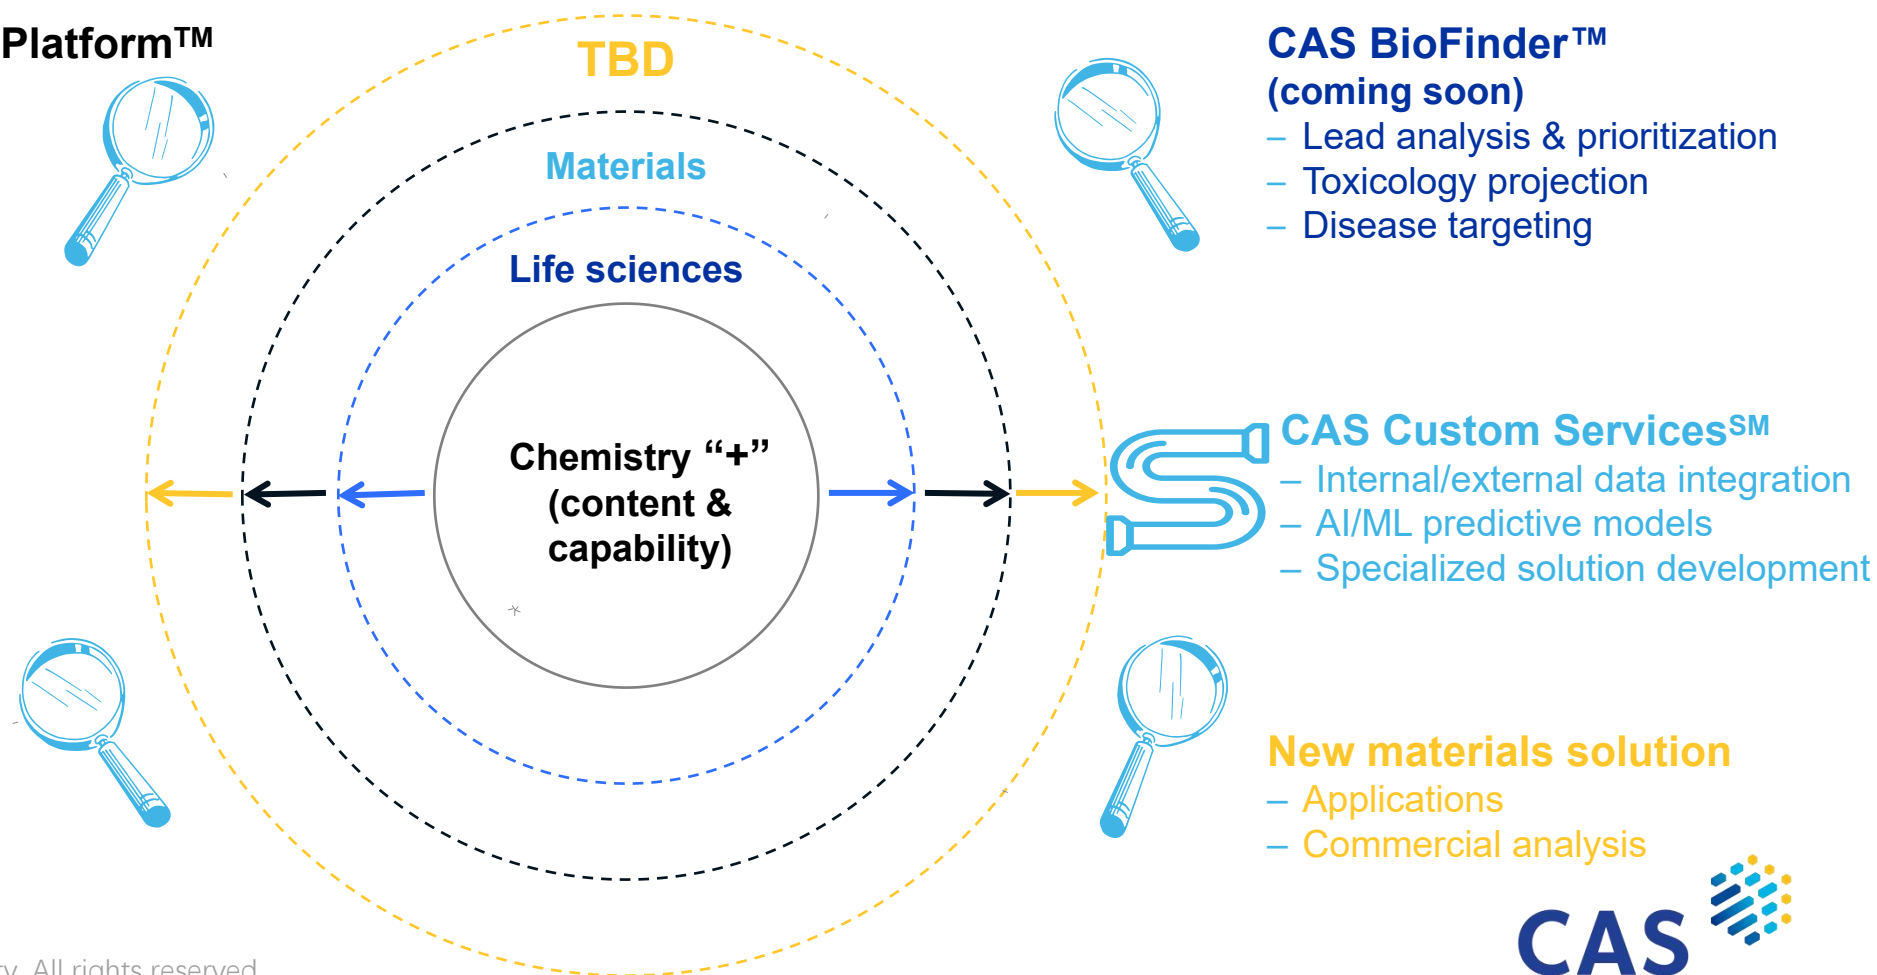 Platform™
TBD
Materials
Life sciences
Chemistry “+”
(content &
capability)
CAS BioFinder™
(coming soon)
– Lead analysis & prioritization
– Toxicology projection
– Disease targeting
CAS Custom Services℠
– Internal/external data integration
– AI/ML predictive models
– Specialized solution development
New materials solution
– Applications
– Commercial analysis
CAS
All rights reserved